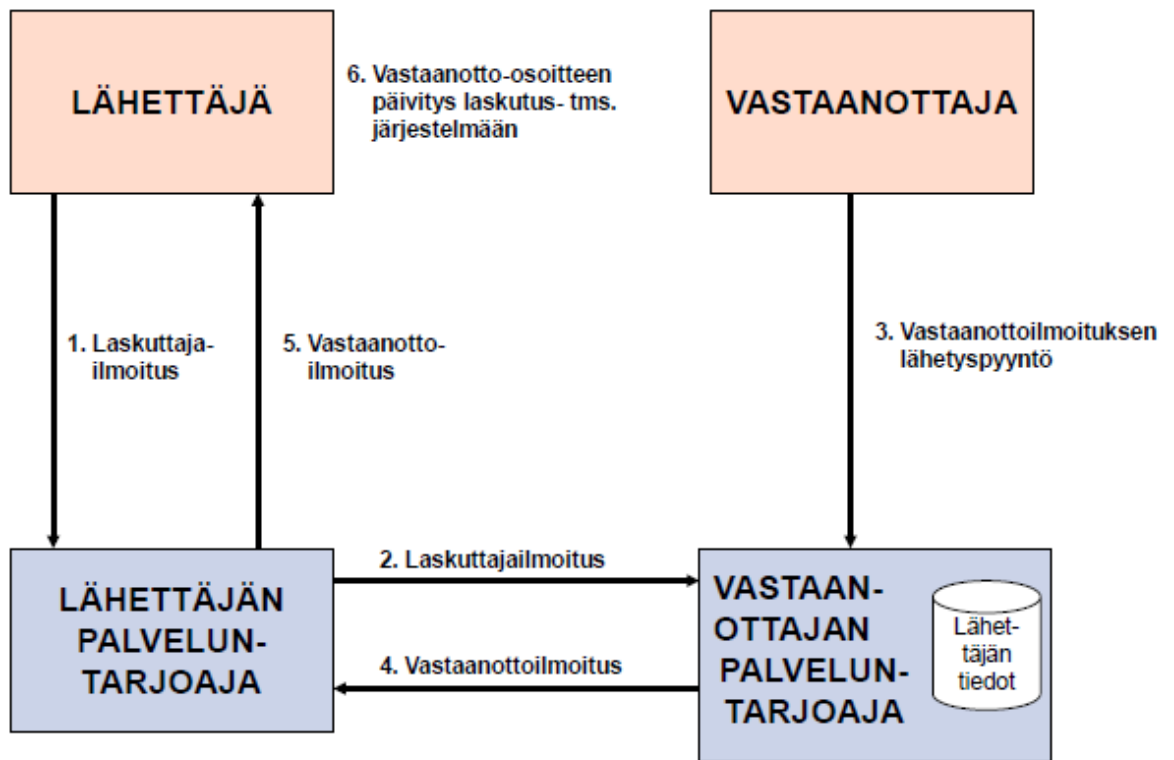 LÄHETTÄJÄ
6. Vastaanotto-osoitteen
päivitys laskutus- tms.
järjestelmään
VASTAANOTTAJA
1. Laskuttaja-
ilmoitus
5. Vastaanotto-
ilmoitus
3. Vastaanottoilmoituksen
lähetyspyyntö
2. Laskuttajailmoitus
4. Vastaanottoilmoitus
LÄHETTÄJÄN
PALVELUN-
TARJOAJA
VASTAAN-
OTTAJAN
PALVELUN-
TARJOAJA
Lähet-
täjän
tiedot